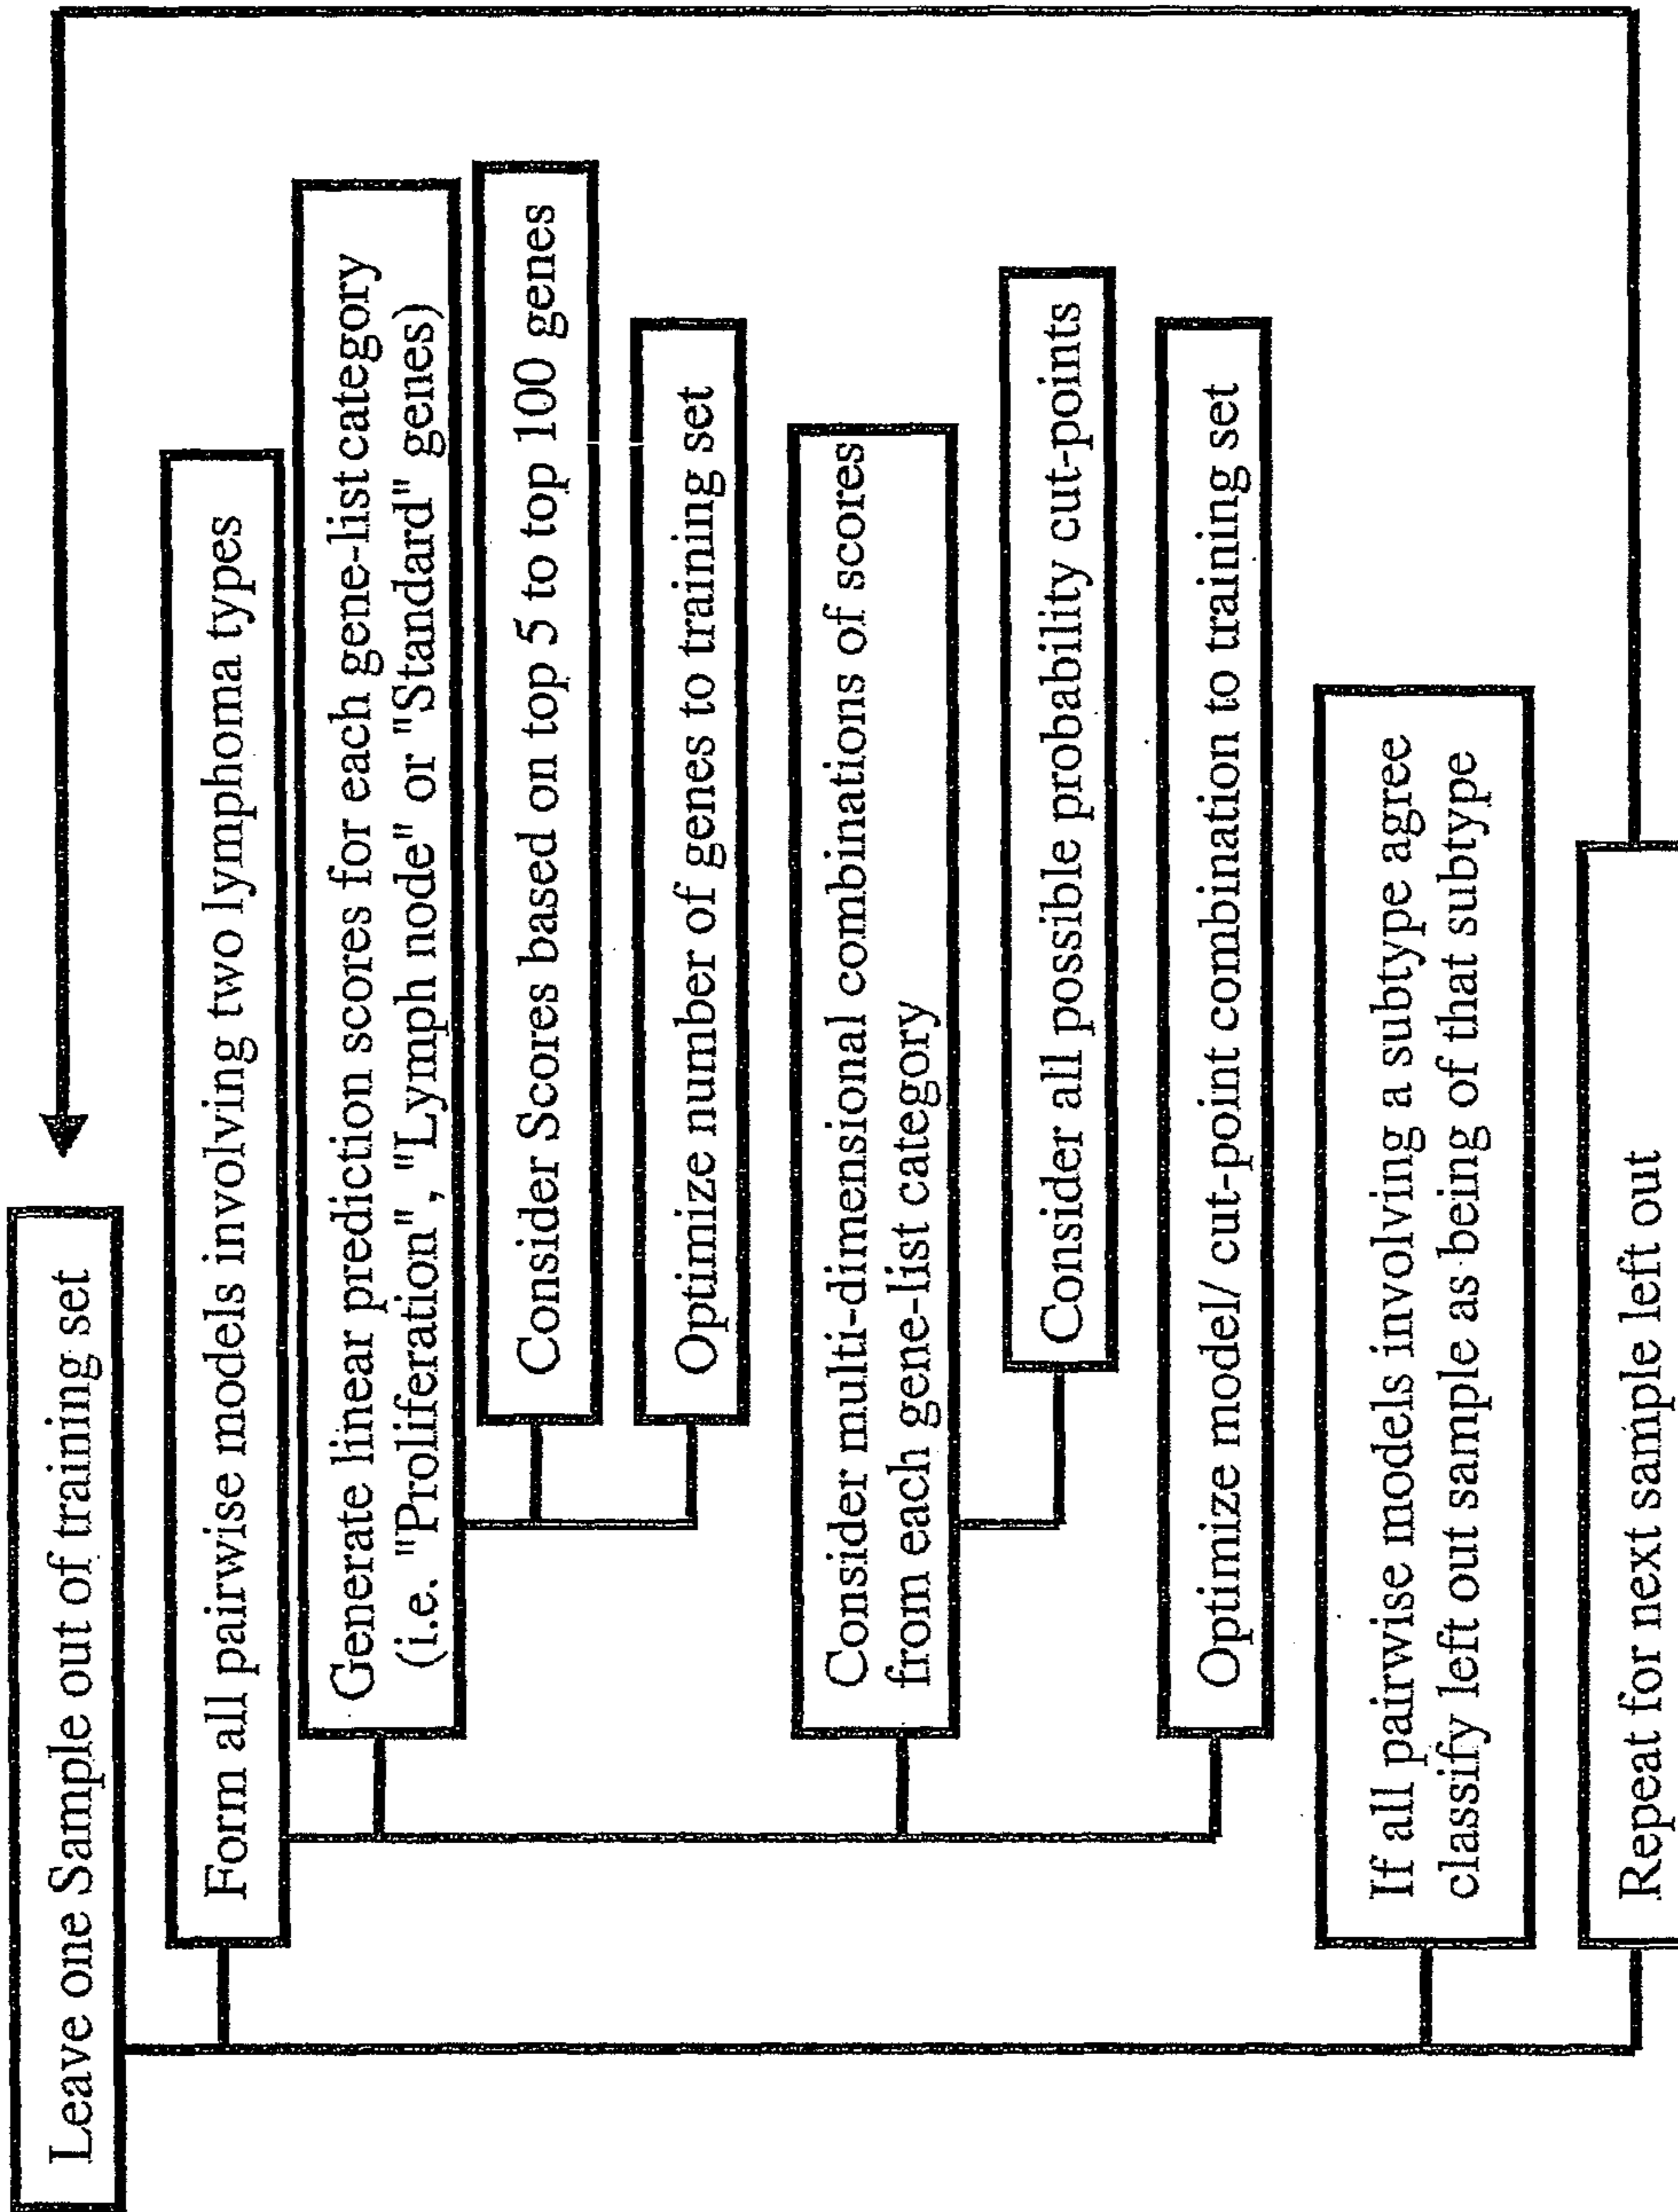 Leave one Sample out of training set
Form all pairwise models involving two lymphoma types
Generate linear prediction scores for each gene-list category
(i.e. "Proliferation", "Lymph node" or "Standard" genes)
Consider Scores based on top 5 to top 100 genes
Optimize number of genes to training set
Consider multi-dimensional combinations of scores
from each gene-list category
Consider all possible probability cut-points
Optimize model/ cut-point combination to training set
If all pairwise models involving a subtype agree
classify left out sample as being of that subtype
Repeat for next sample left out